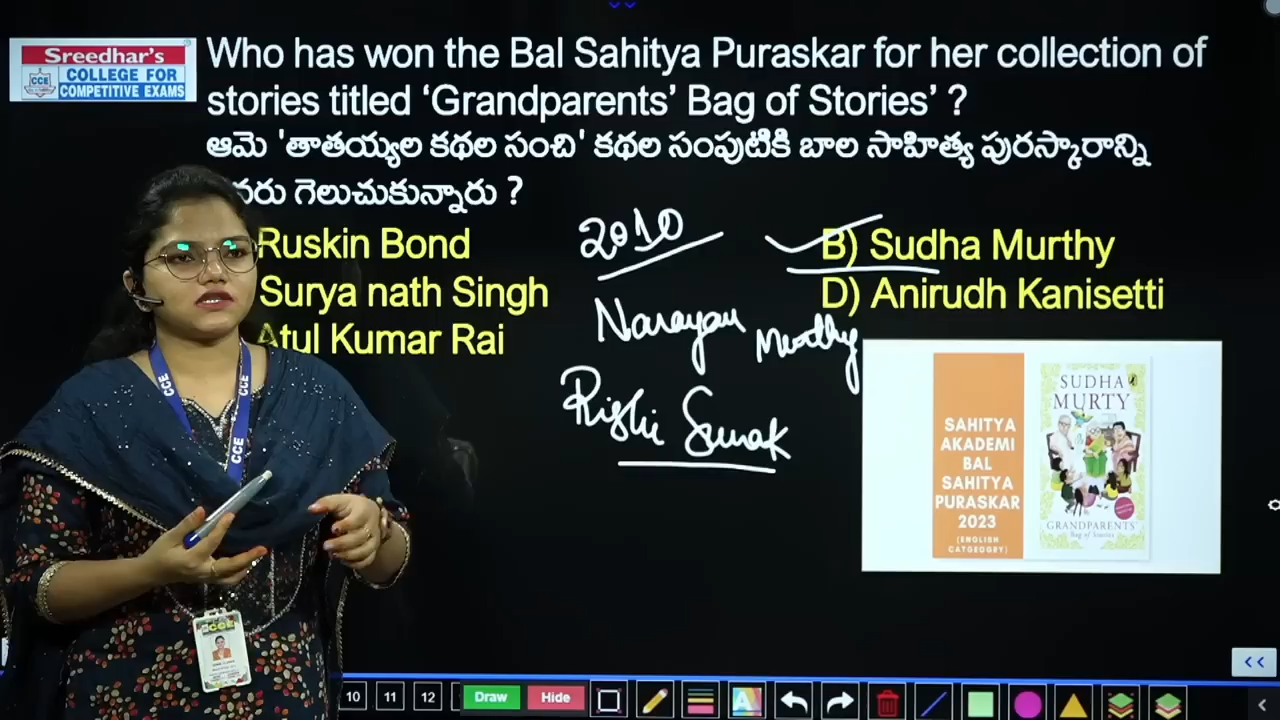 Sreedhar's
COLLEGE FOR
CCE COMPETITIVE EXAMS
Who has won the Bal Sahitya Puraskar for her collection of
stories titled ‘Grandparents’ Bag of Stories’ ?
ఆమె 'తాతయ్యల కథల సంచి' కథల సంపుటికి బాల సాహిత్య పురస్కారాన్ని
గెలుచుకున్నారు ?
Ruskin Bond
2010
B) Sudha Murthy
Surya nath Singh
D) Anirudh Kanisetti
Atul Kumar Rai
Narayan Murthy
Rishi Sunak
SAHITYA
AKADEMI
BAL
SAHITYA
PURASKAR
2023
(ENGLISH
CATGEOGRY)
SUDHA
MURTY
GRANDPARENTS'
Bag of Stories
CCE
CCE
CCE
CCE
10 11 12 Draw Hide
A
<<